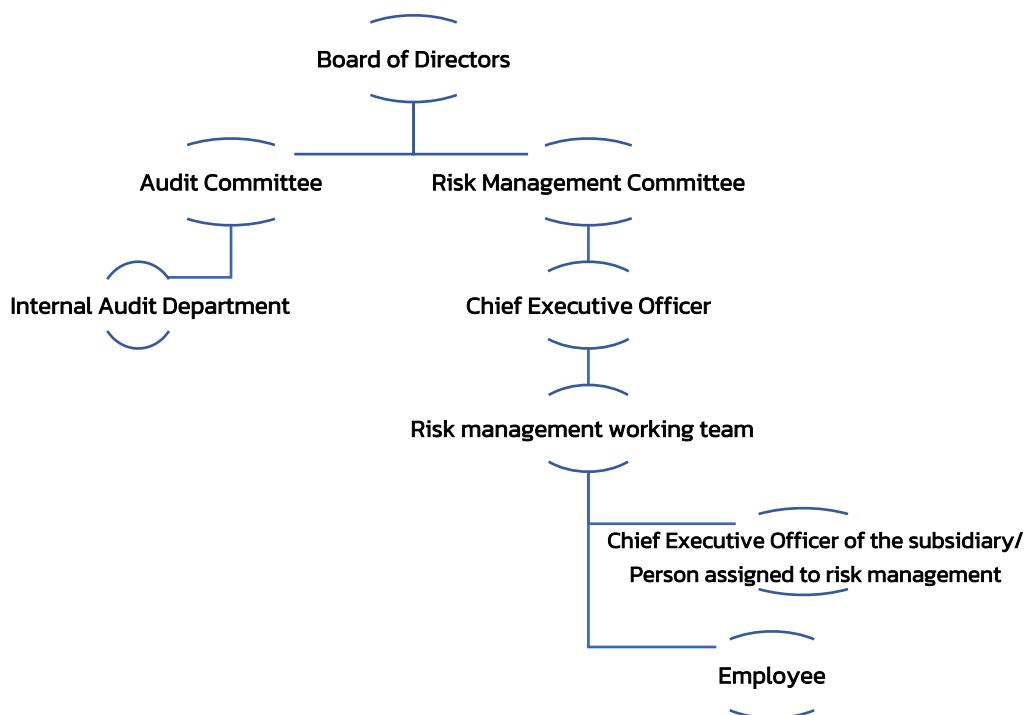 Board of Directors
Audit Committee
Risk Management Committee
Internal Audit Department
Chief Executive Officer
Risk management working team
Chief Executive Officer of the subsidiary/
Person assigned to risk management
Employee